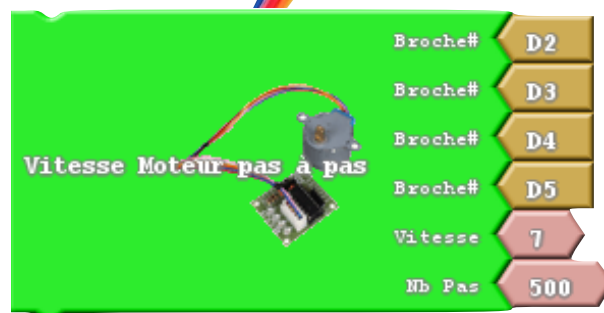 Broche# D2
Broche# D3
Broche# D4
Vitesse Moteur pas à pas
Broche# D5
Vitesse 7
Nb Pas 500